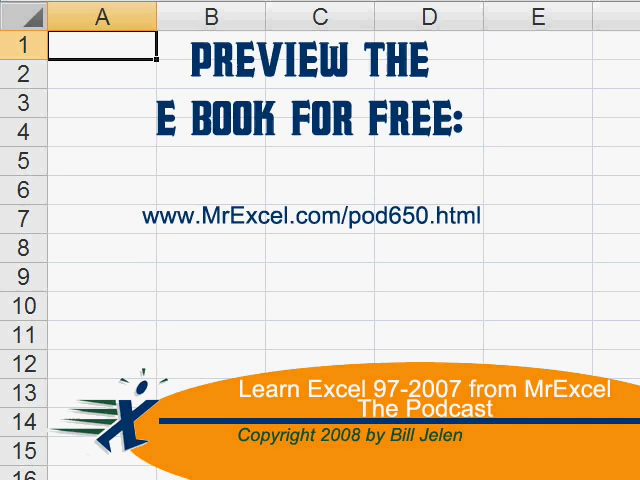 A B C D E
1
PREVIEW THE
2
3
E BOOK FOR FREE:
4
5
6
www.MrExcel.com/pod650.html
7
8
9
10
11
12
13
Learn Excel 97-2007 from MrExcel
The Podcast
14
Copyright 2008 by Bill Jelen
15
16